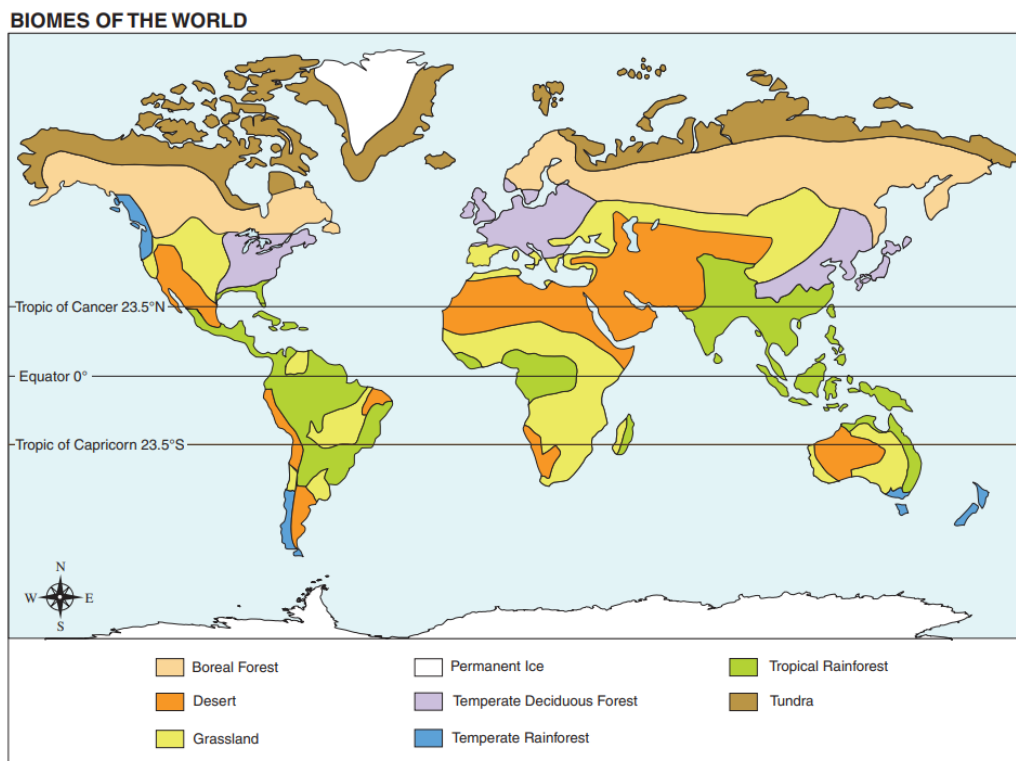 BIOMES OF THE WORLD
Tropic of Cancer 23.5°N
Equator 0°
Tropic of Capricorn 23.5°S
N
W E
S
Boreal Forest
Permanent Ice
Tropical Rainforest
Desert
Temperate Deciduous Forest
Tundra
Grassland
Temperate Rainforest